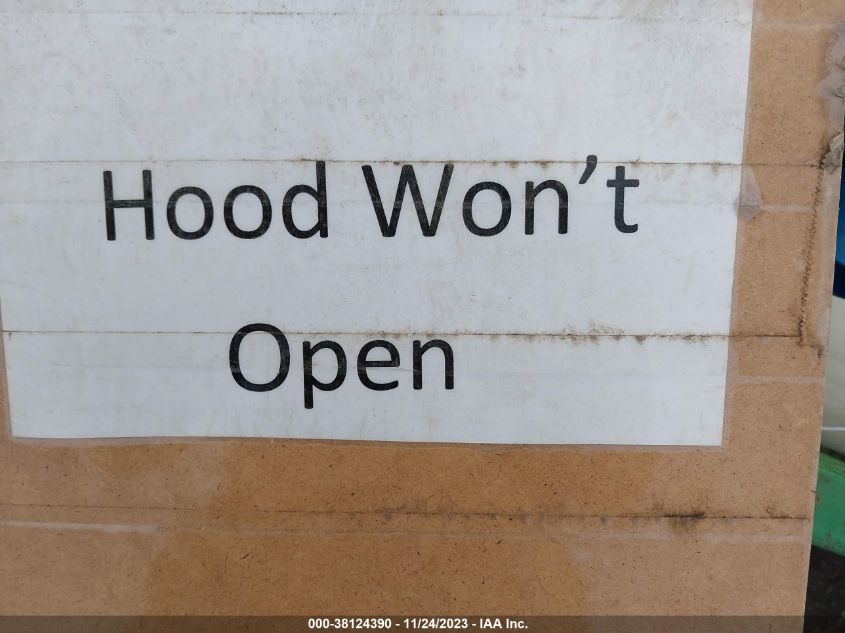 Hood Won’t
Open
000-38124390 - 11/24/2023 - IAA Inc.